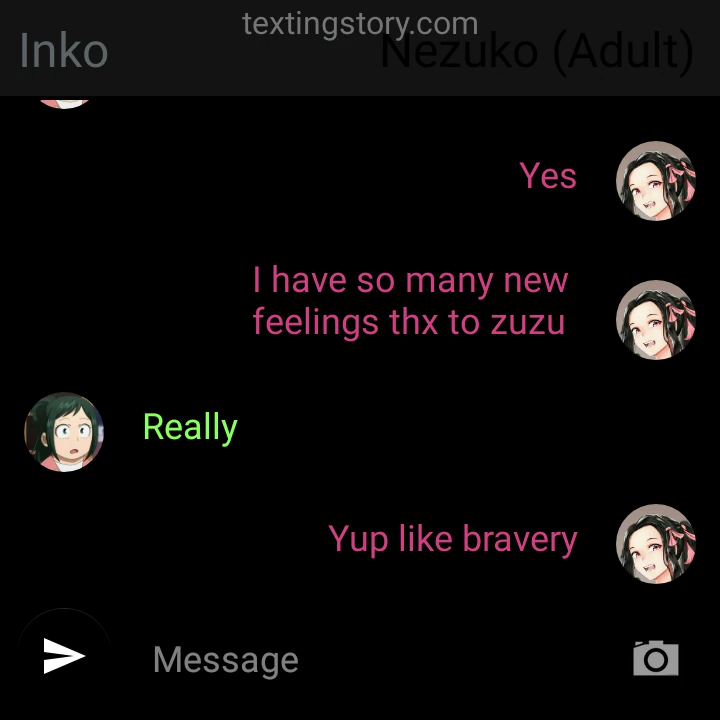 textingstory.com
Inko
Nezuko (Adult)
Yes
I have so many new
feelings thx to zuzu
Really
Yup like bravery
Message